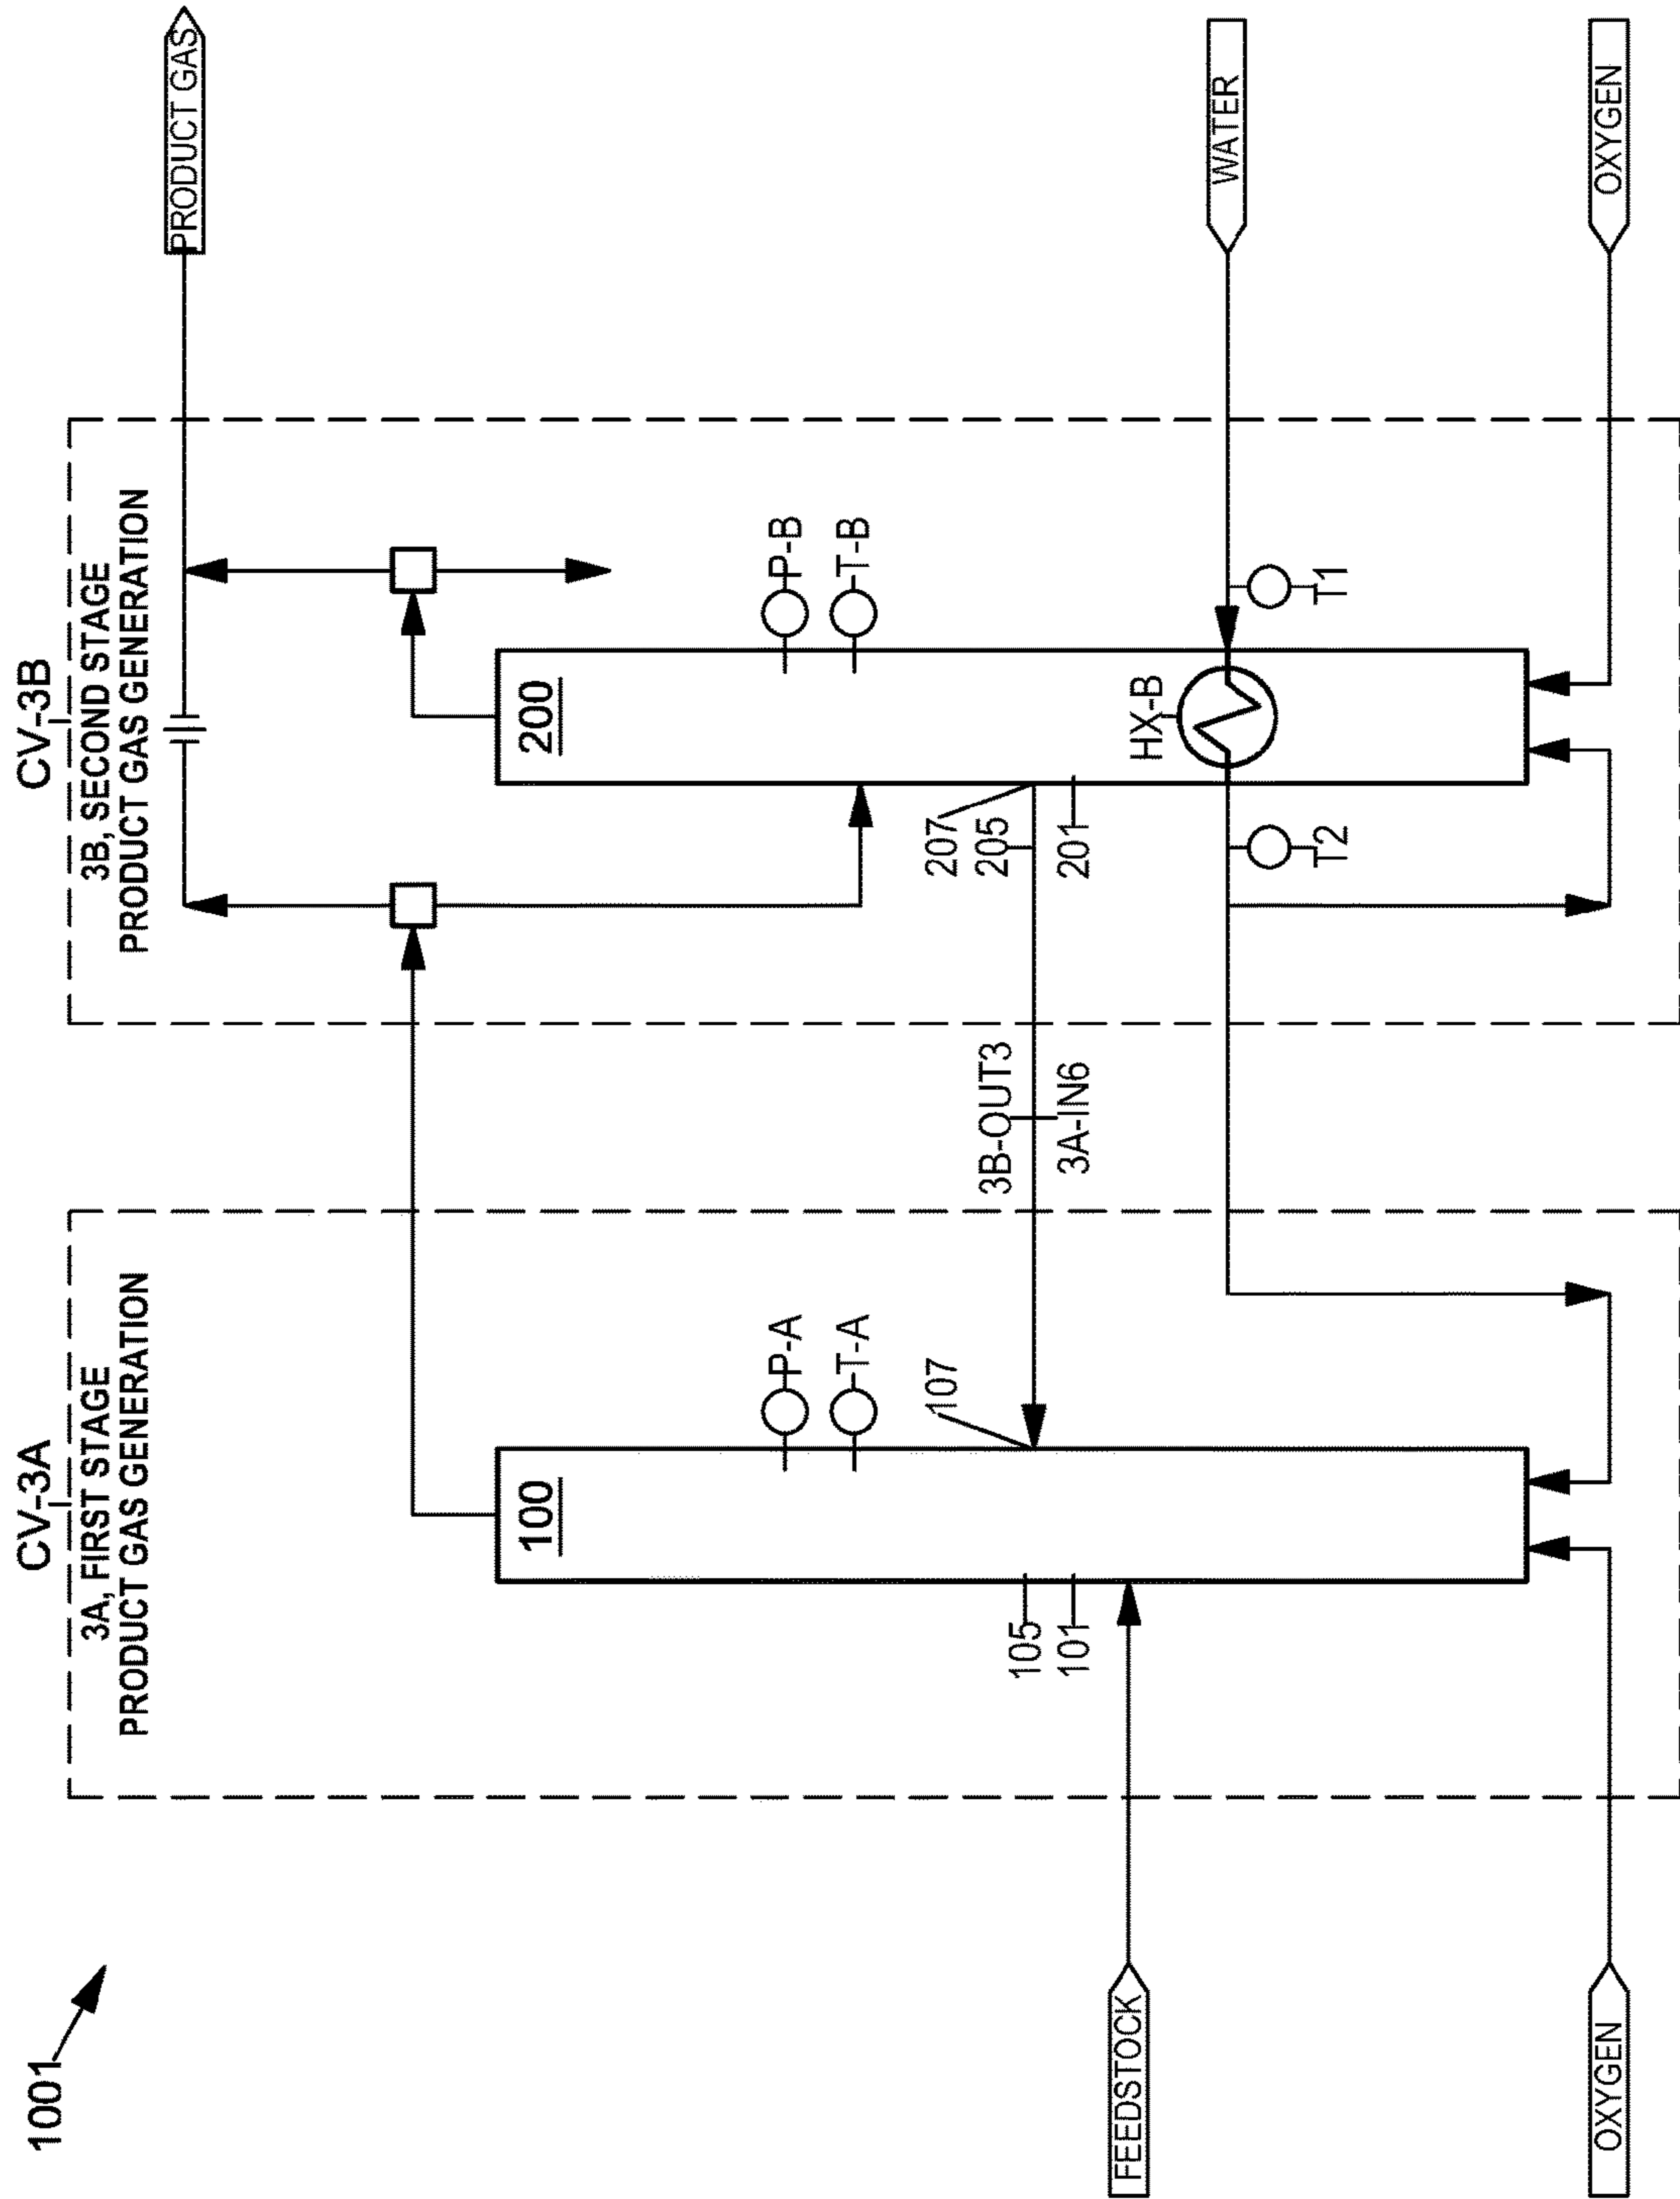 1001
CV-3A
3A, FIRST STAGE
PRODUCT GAS GENERATION
CV-3B
3B, SECOND STAGE
PRODUCT GAS GENERATION
PRODUCT GAS
100
200
P-A
T-A
P-B
T-B
107
207
205
201
3B-OUT3
3A-IN6
105
101
FEEDSTOCK
HX-B
WATER
T1
T2
OXYGEN
OXYGEN